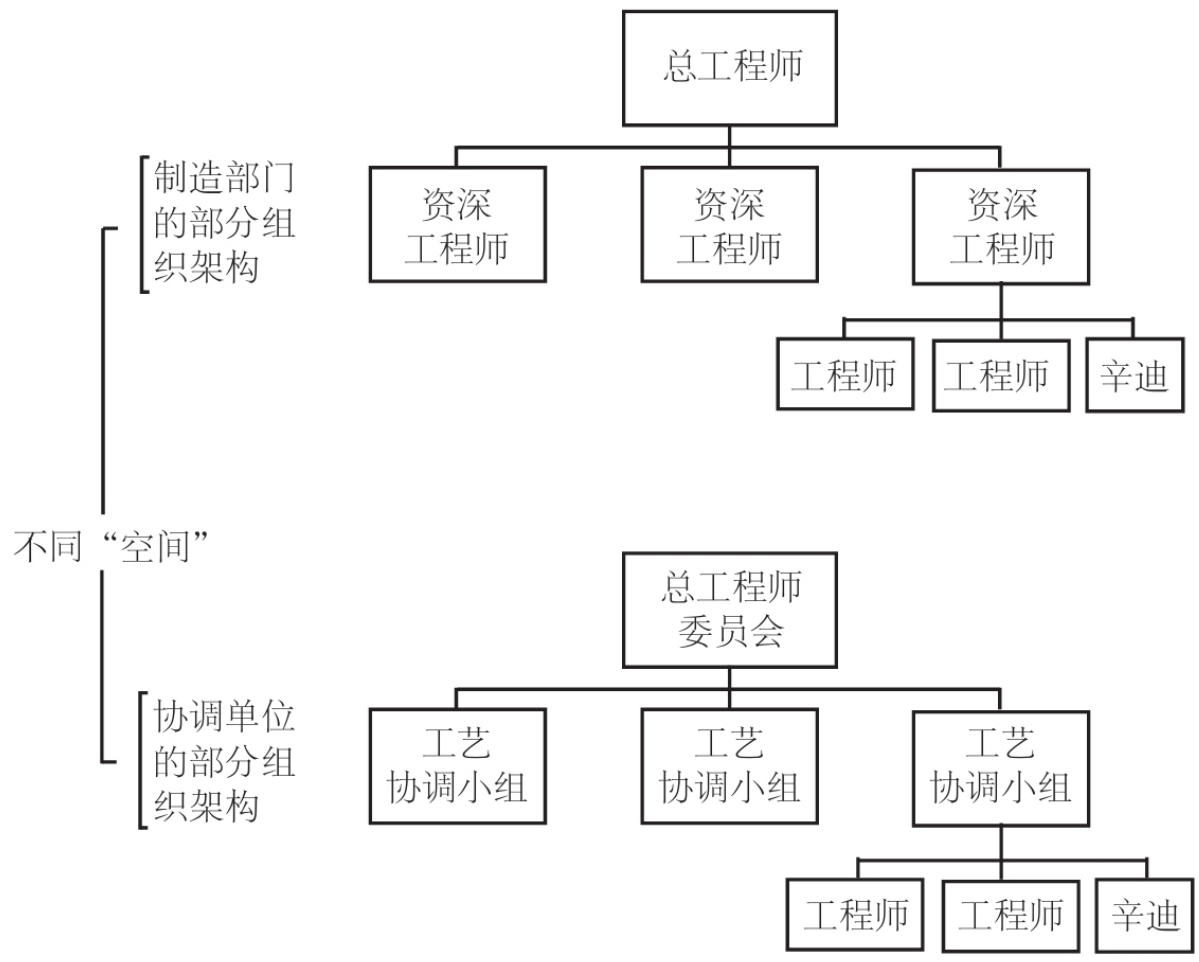 总工程师
制造部门
的部分组
织架构
资深
工程师
资深
工程师
资深
工程师
工程师
工程师
辛迪
不同“空间”
总工程师
委员会
协调单位
的部分组
织架构
工艺
协调小组
工艺
协调小组
工艺
协调小组
工程师
工程师
辛迪